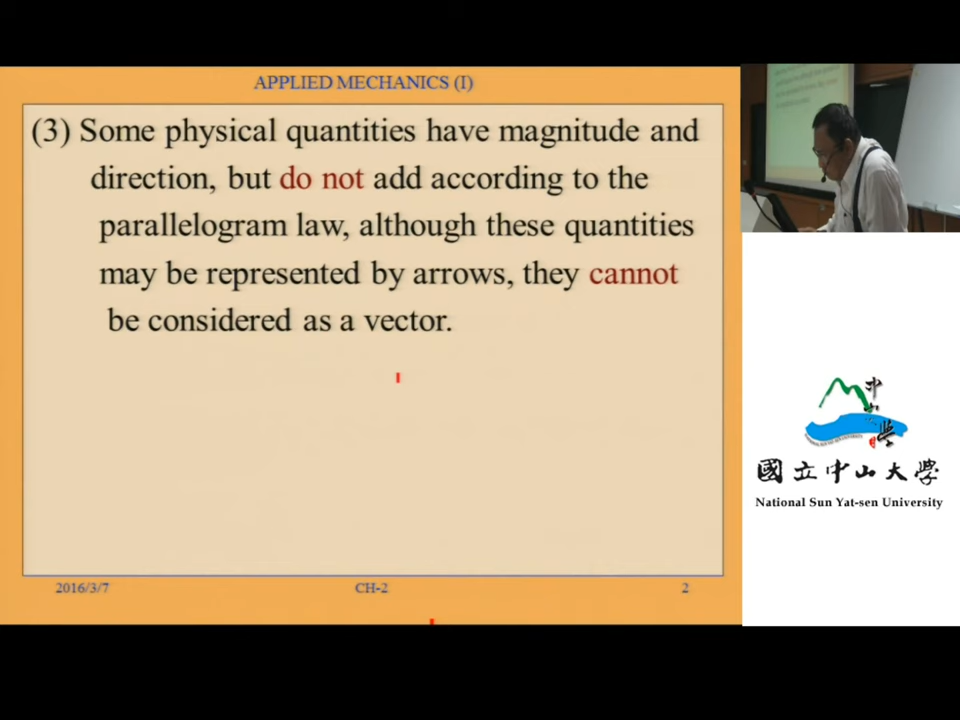 APPLIED MECHANICS (I)
(3) Some physical quantities have magnitude and
direction, but do not add according to the
parallelogram law, although these quantities
may be represented by arrows, they cannot
be considered as a vector.
2016/3/7
CH-2
2
國立中山大學
National Sun Yat-sen University